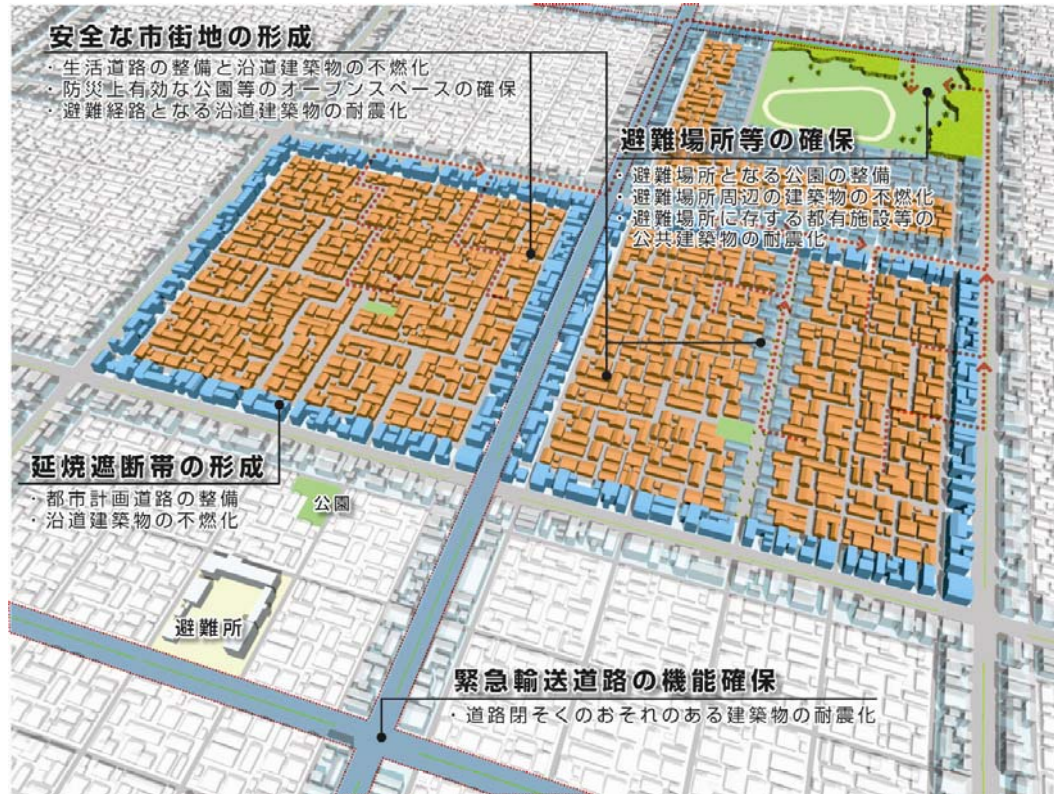 安全な市街地の形成
・生活道路の整備と沿道建築物の不燃化
・防災上有効な公園等のオープンスペースの確保
・避難経路となる沿道建築物の耐震化
避難場所等の確保
・避難場所となる公園の整備
・避難場所周辺の建築物の不燃化
・避難場所に存する都有施設等の
公共建築物の耐震化
延焼遮断帯の形成
・都市計画道路の整備
・沿道建築物の不燃化
公園
避難所
緊急輸送道路の機能確保
・道路閉そくのおそれのある建築物の耐震化